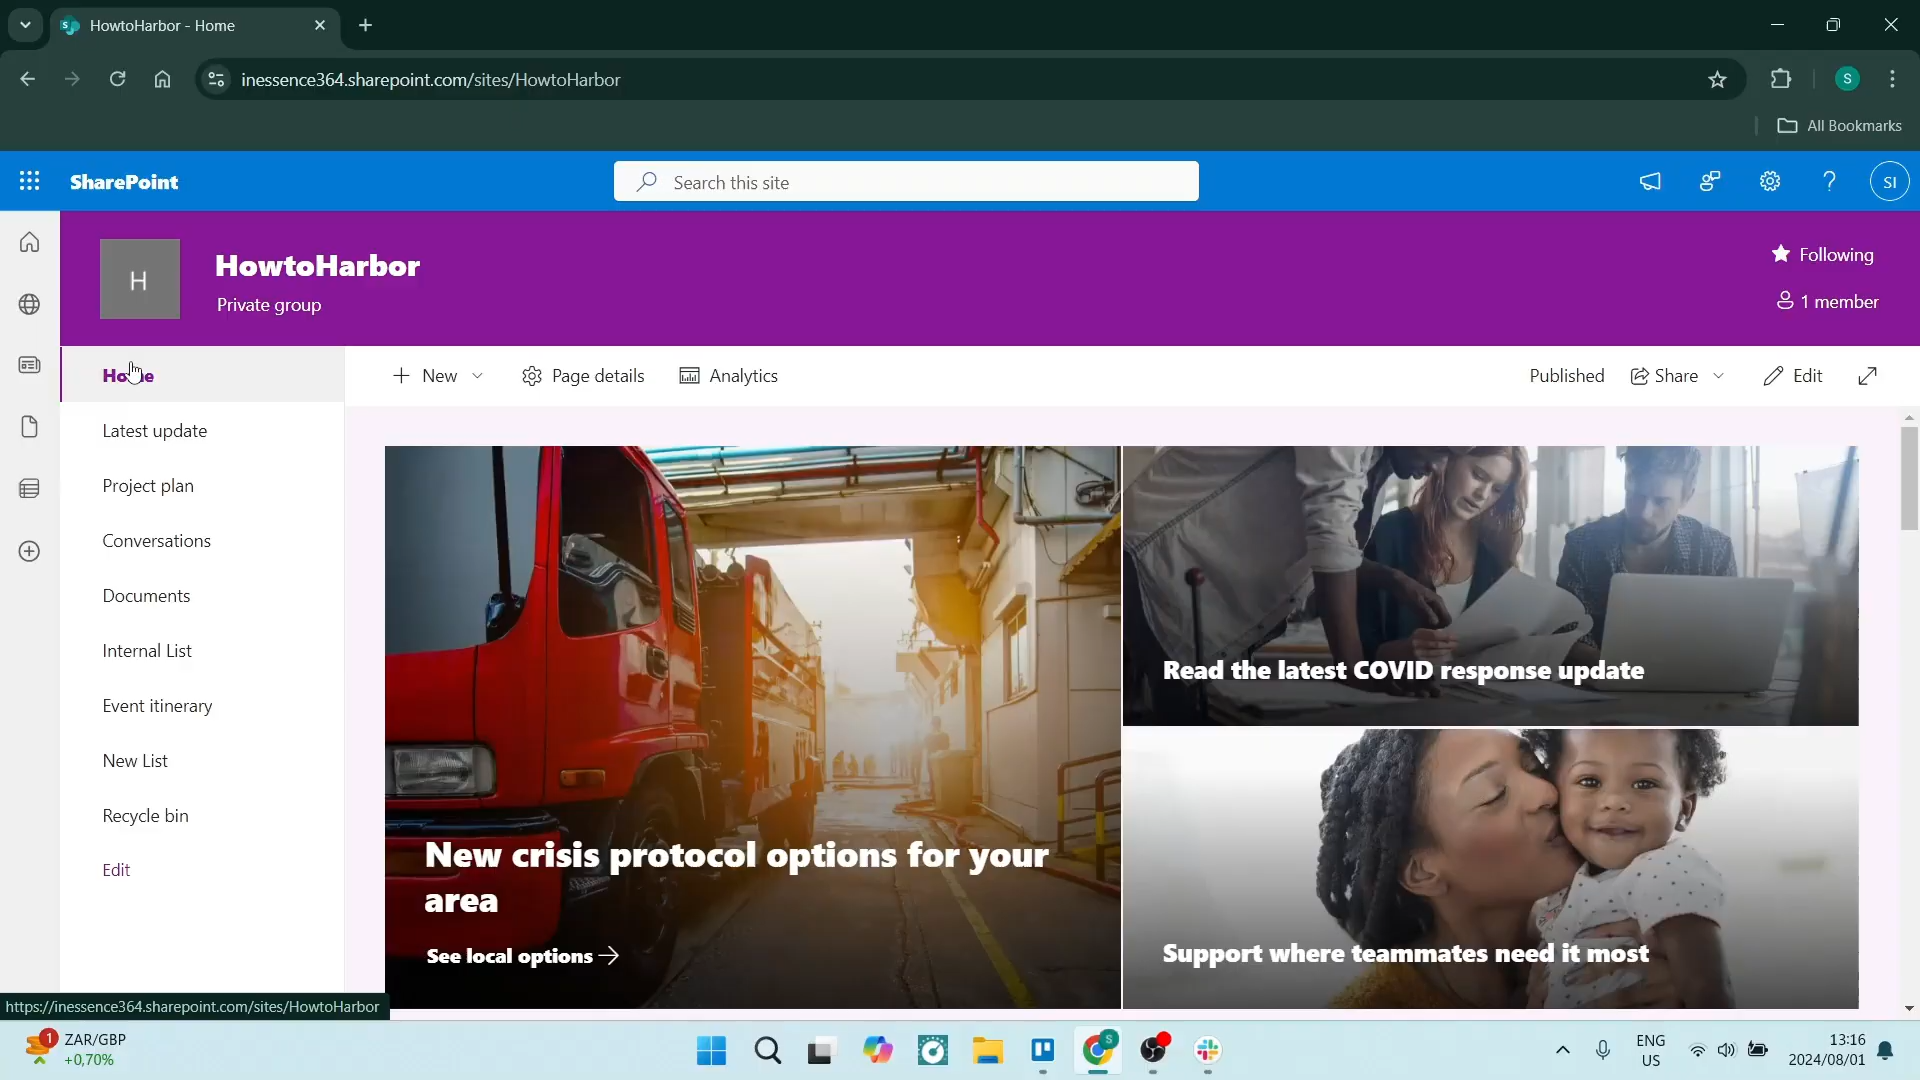 HowtoHarbor - Home
inessence364.sharepoint.com/sites/HowtoHarbor
S
All Bookmarks
SharePoint
Search this site
SI
H
HowtoHarbor
Private group
Following
1 member
Home
New
Page details
Analytics
Published
Share
Edit
Latest update
Project plan
Conversations
Documents
Internal List
Event itinerary
New List
Recycle bin
Edit
New crisis protocol options for your
area
See local options
Read the latest COVID response update
Support where teammates need it most
https://inessence364.sharepoint.com/sites/HowtoHarbor
1
ZAR/GBP
+0,70%
S
ENG
US
13:16
2024/08/01